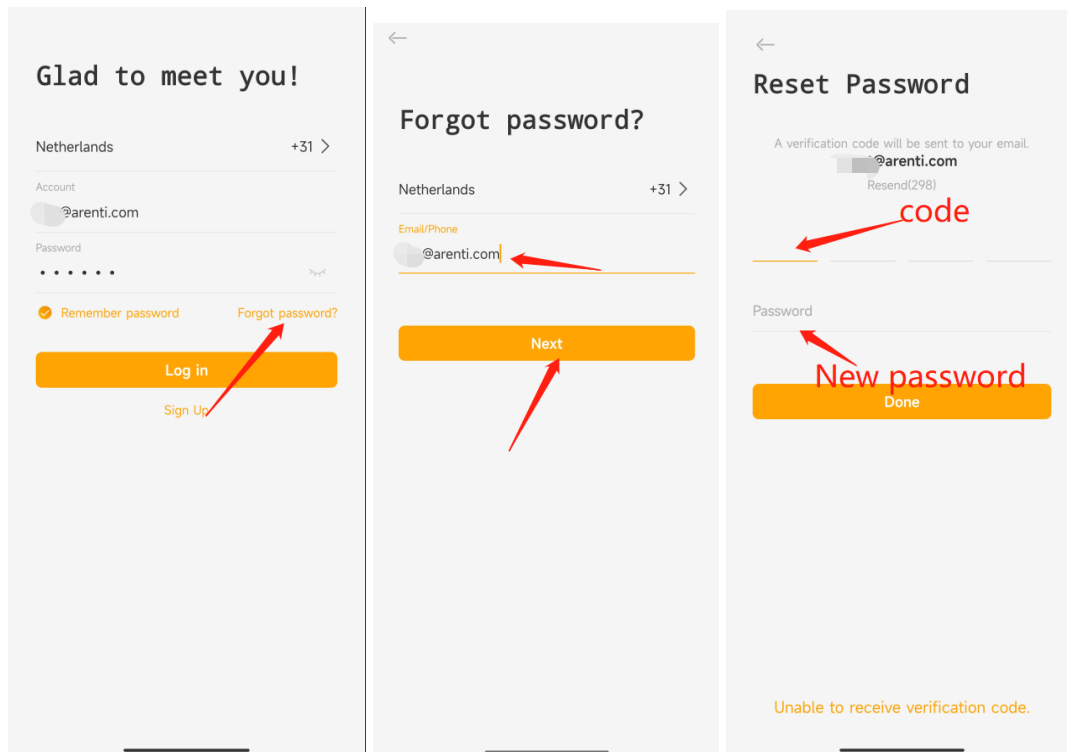 Glad to meet you!
Netherlands +31
Account
@arenti.com
Password
Remember password Forgot password?
Log in
Sign Up
Forgot password?
Netherlands +31
Email/Phone
@arenti.com
Next
Reset Password
A verification code will be sent to your email.
@arenti.com
Resend(298)
code
Password
New password
Done
Unable to receive verification code.